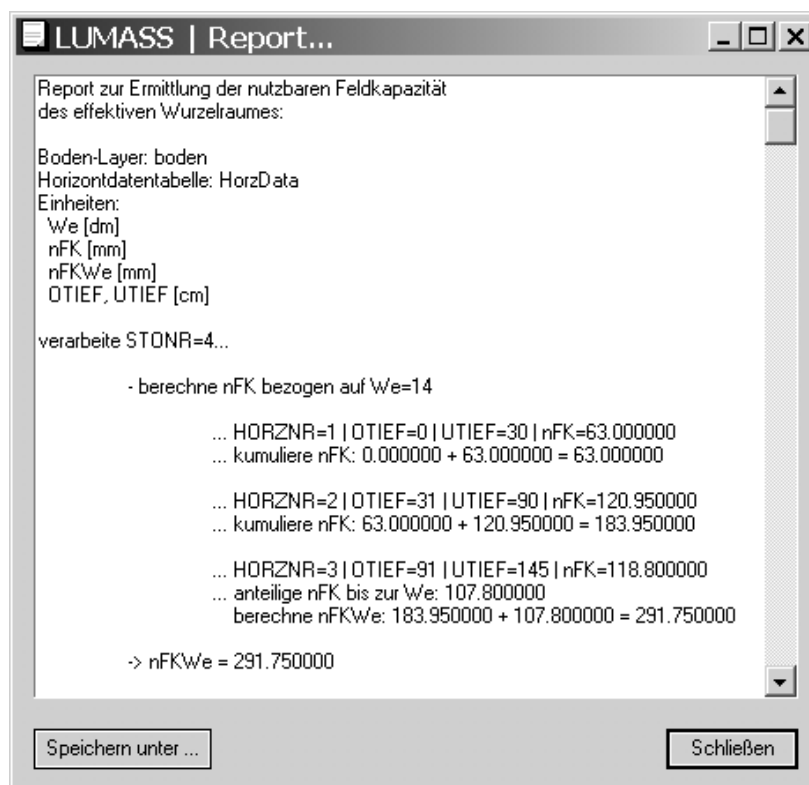 LUMASS | Report...
Report zur Ermittlung der nutzbaren Feldkapazität
des effektiven Wurzelraumes:
Boden-Layer: boden
Horizontdatentabelle: HorzData
Einheiten:
We [dm]
nFK [mm]
nFKWe [mm]
OTIEF, UTIEF [cm]
verarbeite STONR=4...
- berechne nFK bezogen auf We=14
... HORZNR=1 | OTIEF=0 | UTIEF=30 | nFK=63.000000
... kumuliere nFK: 0.000000 + 63.000000 = 63.000000
... HORZNR=2 | OTIEF=31 | UTIEF=90 | nFK=120.950000
... kumuliere nFK: 63.000000 + 120.950000 = 183.950000
... HORZNR=3 | OTIEF=91 | UTIEF=145 | nFK=118.800000
... anteilige nFK bis zur We: 107.800000
berechne nFKWe: 183.950000 + 107.800000 = 291.750000
-> nFKWe = 291.750000
Speichern unter ...
Schließen